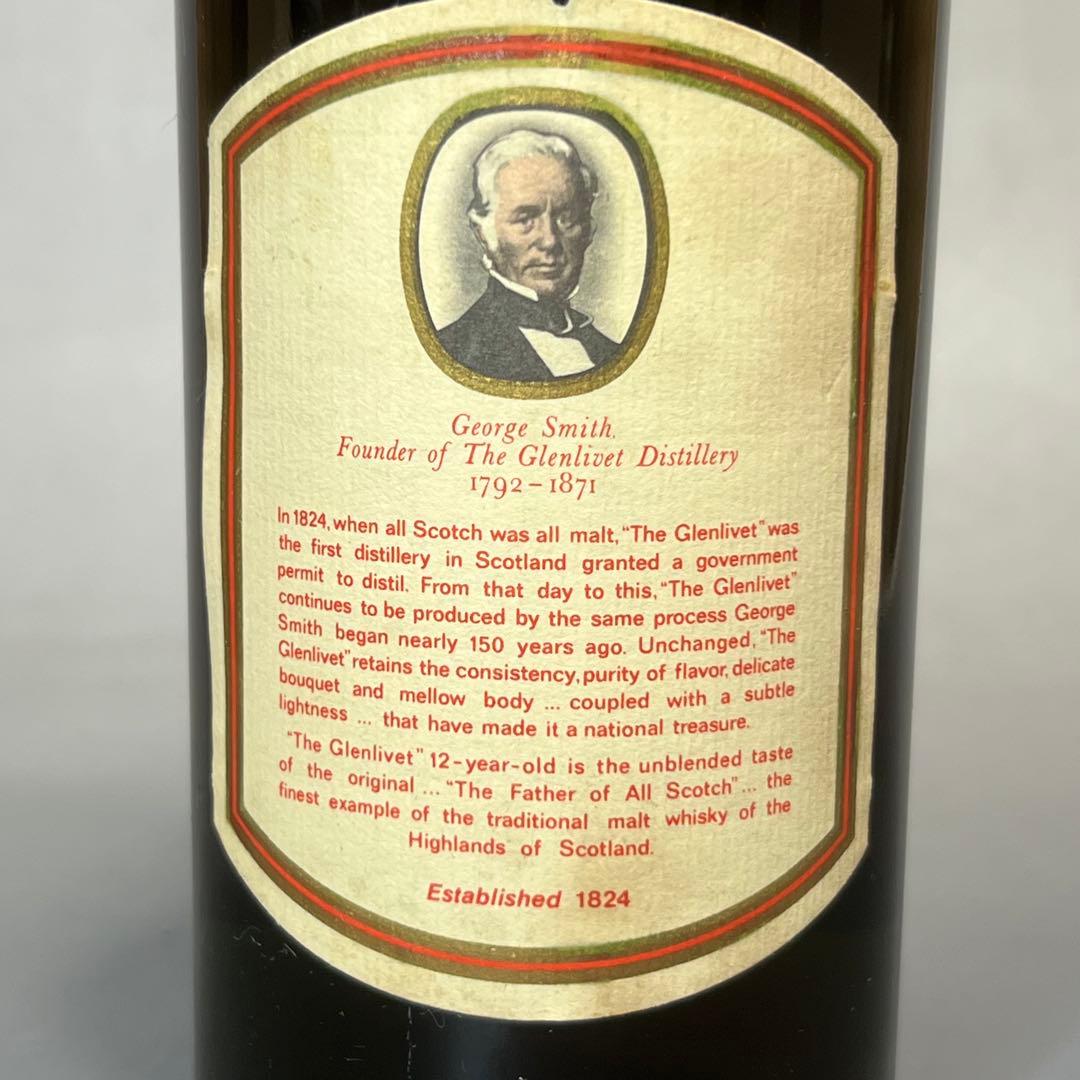 George Smith,
Founder of The Glenlivet Distillery
1792–1871
In 1824, when all Scotch was all malt, “The Glenlivet” was
the first distillery in Scotland granted a government
permit to distil. From that day to this, “The Glenlivet”
continues to be produced by the same process George
Smith began nearly 150 years ago. Unchanged, “The
Glenlivet” retains the consistency, purity of flavor, delicate
bouquet and mellow body ... coupled with a subtle
lightness ... that have made it a national treasure.
“The Glenlivet” 12-year-old is the unblended taste
of the original ... “The Father of All Scotch” ... the
finest example of the traditional malt whisky of the
Highlands of Scotland.
Established 1824